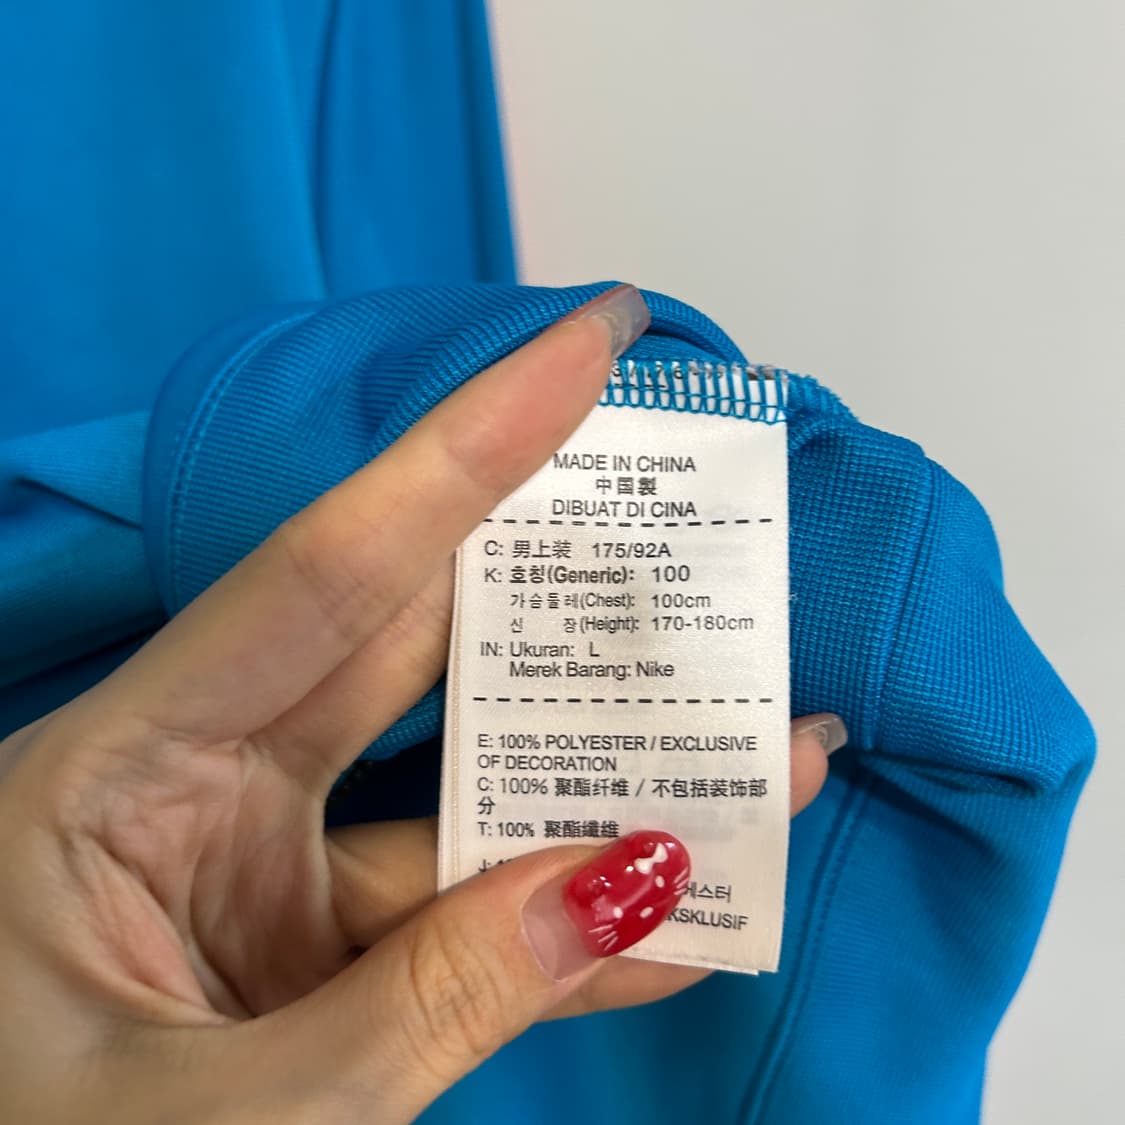 MADE IN CHINA
中国製
DIBUAT DI CINA
C: 男上装 175/92A
K: 호칭(Generic): 100
가슴둘레(Chest): 100cm
신 장(Height): 170-180cm
IN: Ukuran: L
Merek Barang: Nike
E: 100% POLYESTER / EXCLUSIVE
OF DECORATION
C: 100% 聚酯纤维 / 不包括装饰部
分
T: 100% 聚酯纖維